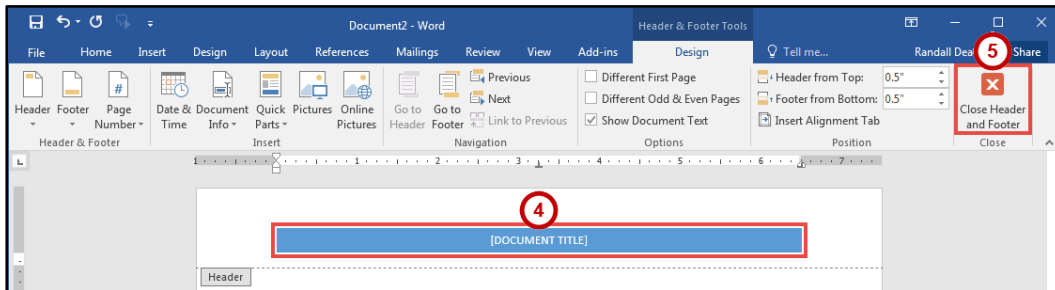 Document2 - Word
Header & Footer Tools
File Home Insert Design Layout References Mailings Review View Add-ins Design Tell me... Randall 5 Share
Header Footer Page Number Date & Time Document Info Quick Parts Pictures Online Pictures Go to Header Go to Footer Previous Different First Page Header from Top: 0.5" Close Header and Footer
Next Different Odd & Even Pages Footer from Bottom: 0.5"
Link to Previous Show Document Text Insert Alignment Tab
Header & Footer Insert Navigation Options Position Close
1 1 2 3 4 5 6 7
4
[DOCUMENT TITLE]
Header